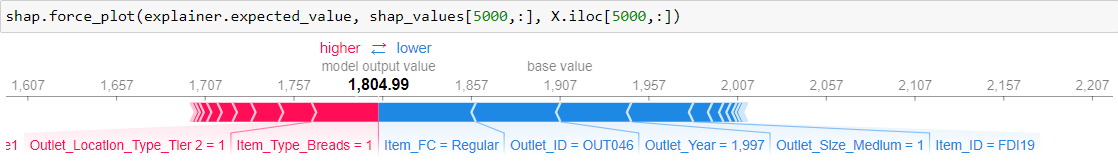 shap.force_plot(explainer.expected_value, shap_values[5000,:], X.iloc[5000,:])
higher ⇄ lower
model output value base value
1,607 1,657 1,707 1,757 1,804.99 1,857 1,907 1,957 2,007 2,057 2,107 2,157 2,207
e1 Outlet_Location_Type_Tier 2 = 1 Item_Type_Breads = 1 Item_FC = Regular Outlet_ID = OUT046 Outlet_Year = 1,997 Outlet_SIze_Medium = 1 Item_ID = FDI19